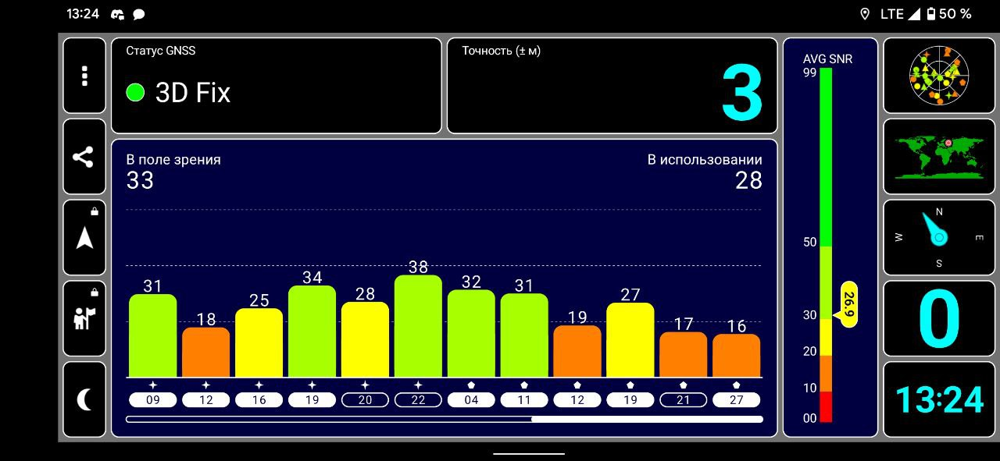 13:24 LTE 50 %
Статус GNSS
3D Fix
Точность (± м)
3
В поле зрения
33
В использовании
28
31 18 25 34 28 38 32 31 19 27 17 16
09 12 16 19 20 22 04 11 12 19 21 27
AVG SNR
99
50
30
20
10
00
26.9
N
W E
S
0
13:24